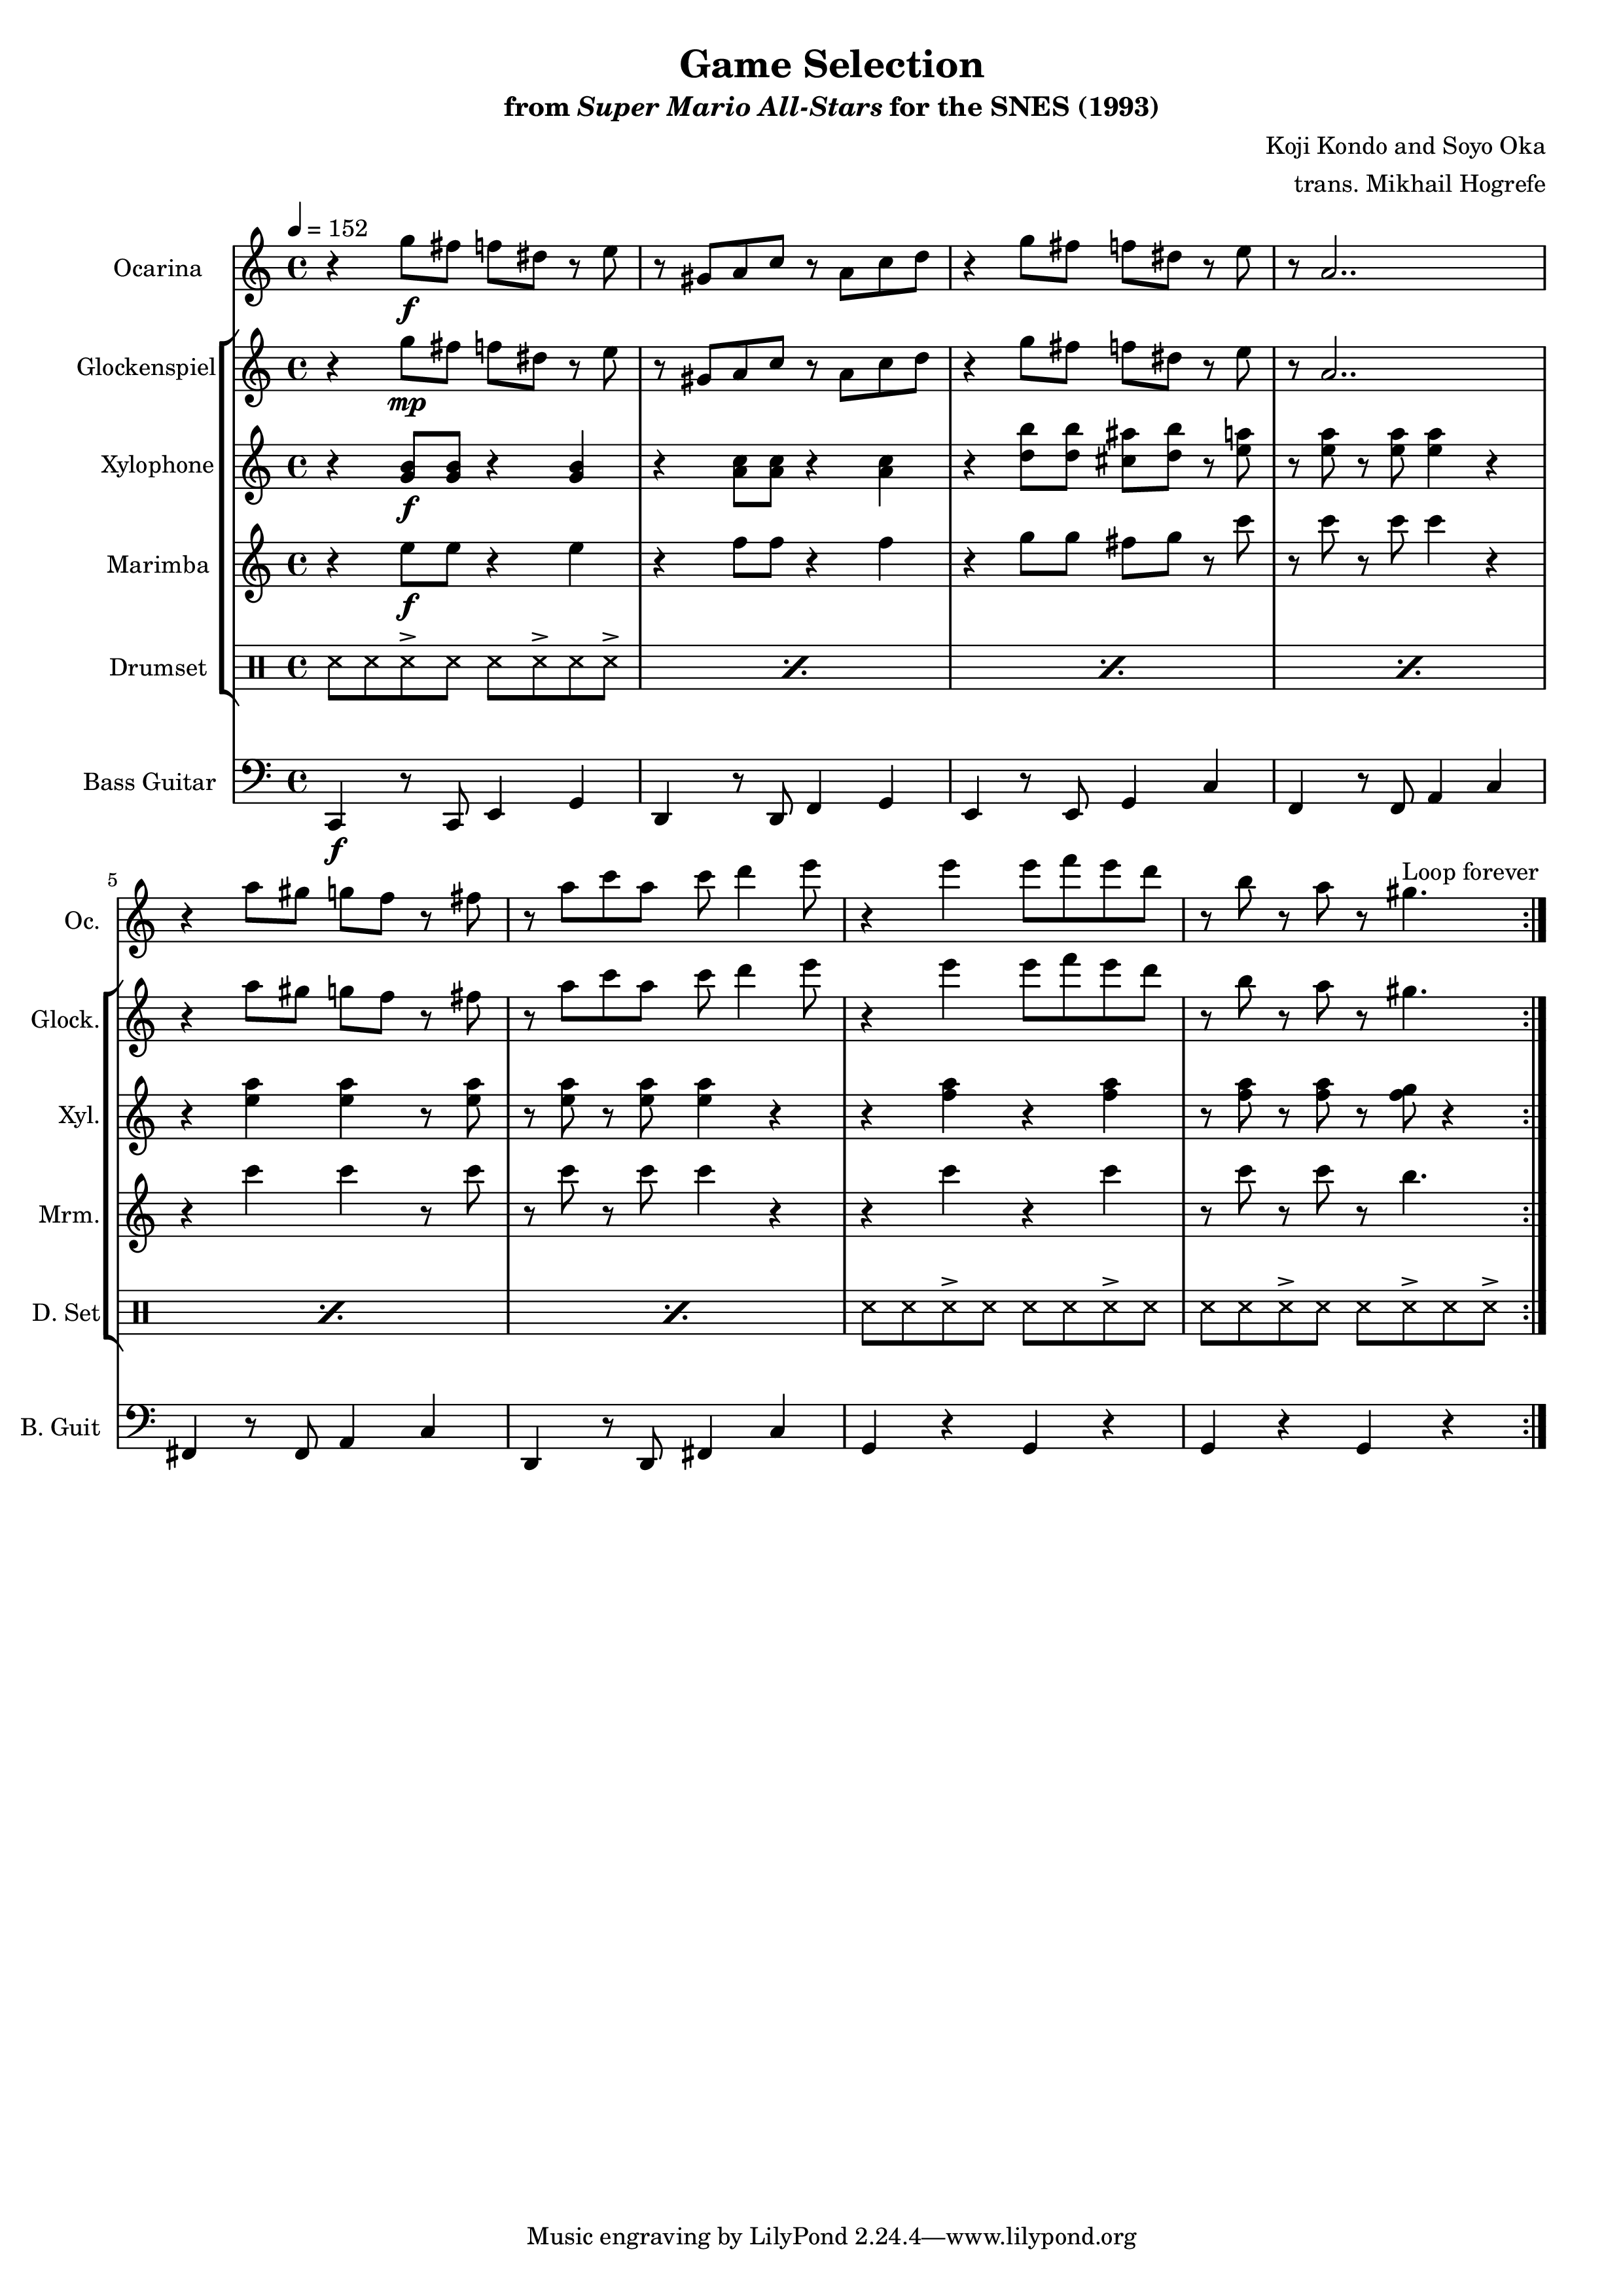 Game Selection
from Super Mario All-Stars for the SNES (1993)
Koji Kondo and Soyo Oka
trans. Mikhail Hogrefe
= 152
Ocarina
f
Glockenspiel
mp
Xylophone
f
Marimba
f
Drumset
Bass Guitar
f
5
Loop forever
Oc.
Glock.
Xyl.
Mrm.
D. Set
B. Guit
Music engraving by LilyPond 2.24.4—www.lilypond.org